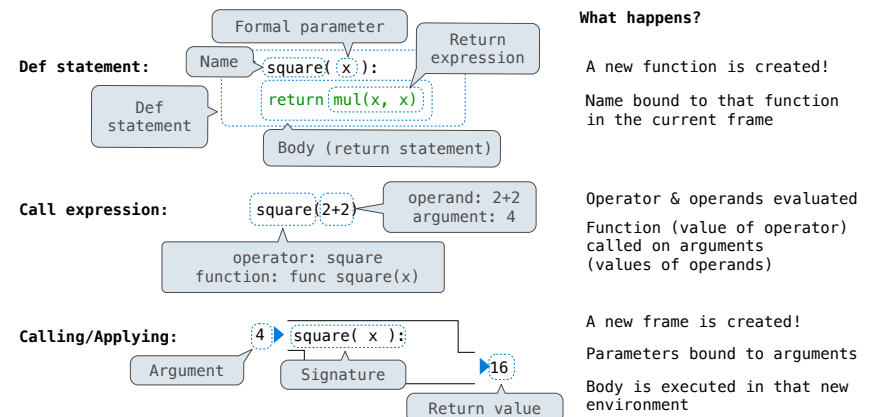 What happens?
Formal parameter
Def statement:
Name
square( x ):
Return
expression
A new function is created!
return mul(x, x)
Name bound to that function
in the current frame
Def
statement
Body (return statement)
Call expression:
square(2+2)
operand: 2+2
argument: 4
Operator & operands evaluated
Function (value of operator)
called on arguments
(values of operands)
operator: square
function: func square(x)
Calling/Applying:
4
square( x ):
A new frame is created!
Argument
Signature
16
Parameters bound to arguments
Return value
Body is executed in that new
environment